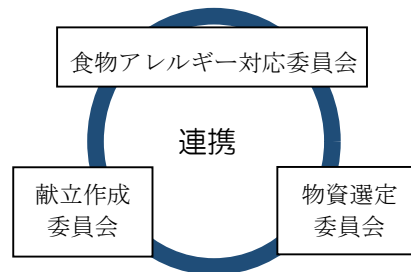 食物アレルギー対応委員会
連携
献立作成
委員会
物資選定
委員会